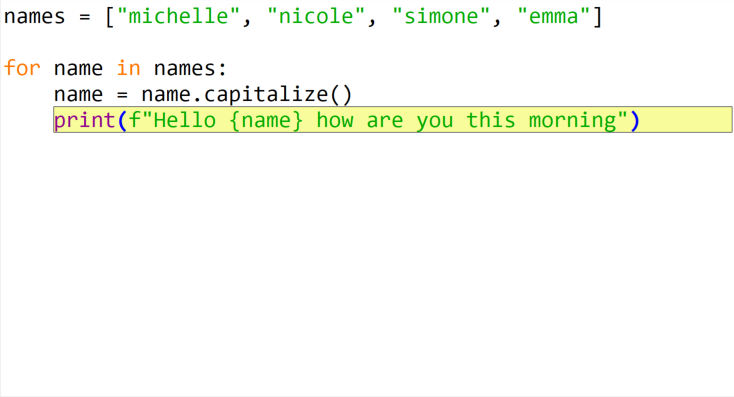 names = ["michelle", "nicole", "simone", "emma"]
for name in names:
    name = name.capitalize()
    print(f"Hello {name} how are you this morning")